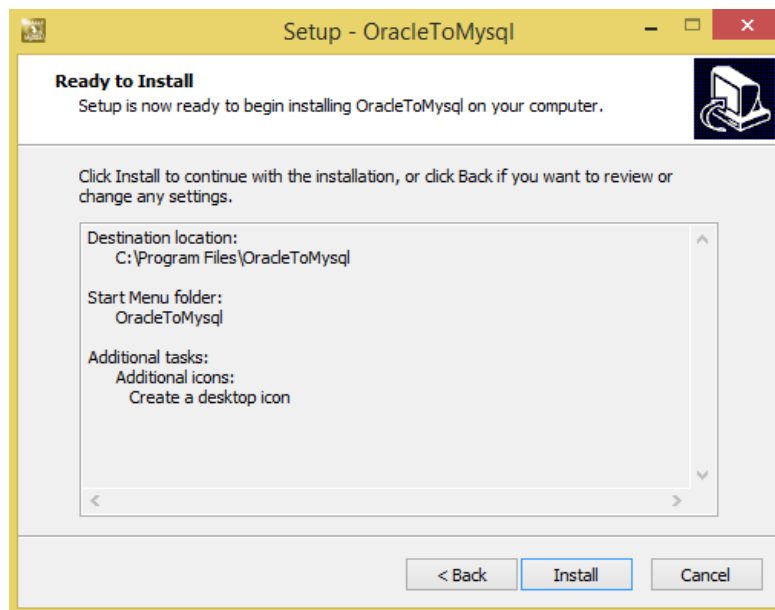 Setup - OracleToMysql
Ready to Install
Setup is now ready to begin installing OracleToMysql on your computer.
Click Install to continue with the installation, or click Back if you want to review or
change any settings.
Destination location:
C:\Program Files\OracleToMysql
Start Menu folder:
OracleToMysql
Additional tasks:
Additional icons:
Create a desktop icon
< Back
Install
Cancel